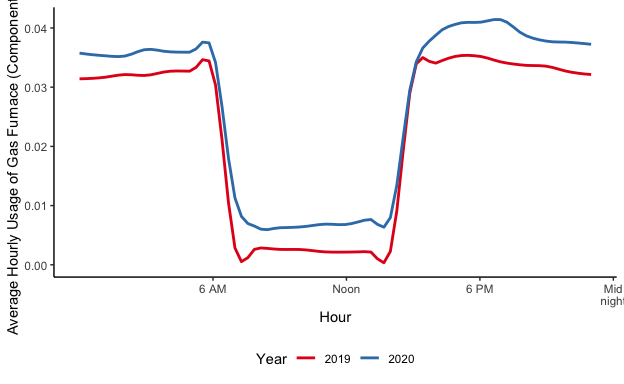 Average Hourly Usage of Gas Furnace (Component
0.04
0.03
0.02
0.01
0.00
6 AM
Noon
6 PM
Mid
night
Hour
Year
2019
2020